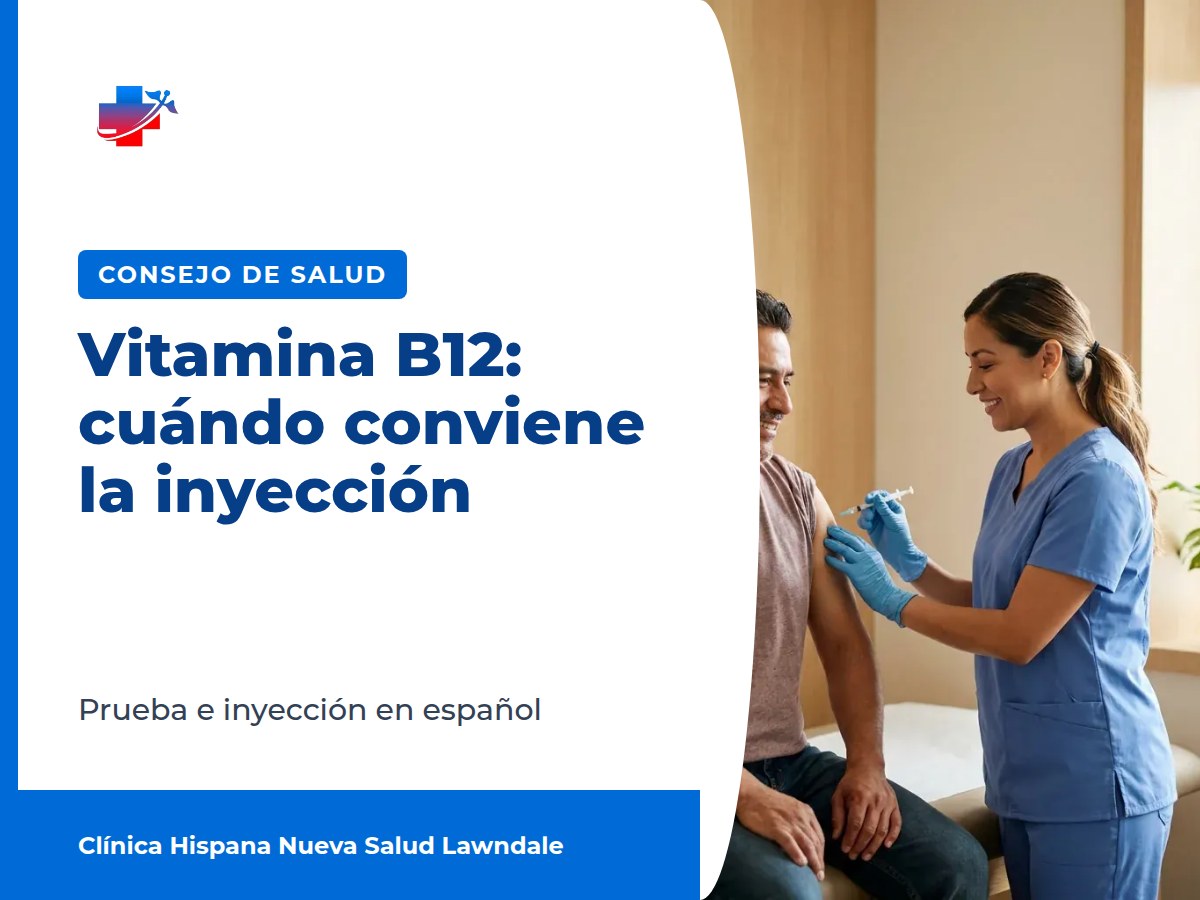 CONSEJO DE SALUD
Vitamina B12:
cuándo conviene
la inyección
Prueba e inyección en español
Clínica Hispana Nueva Salud Lawndale